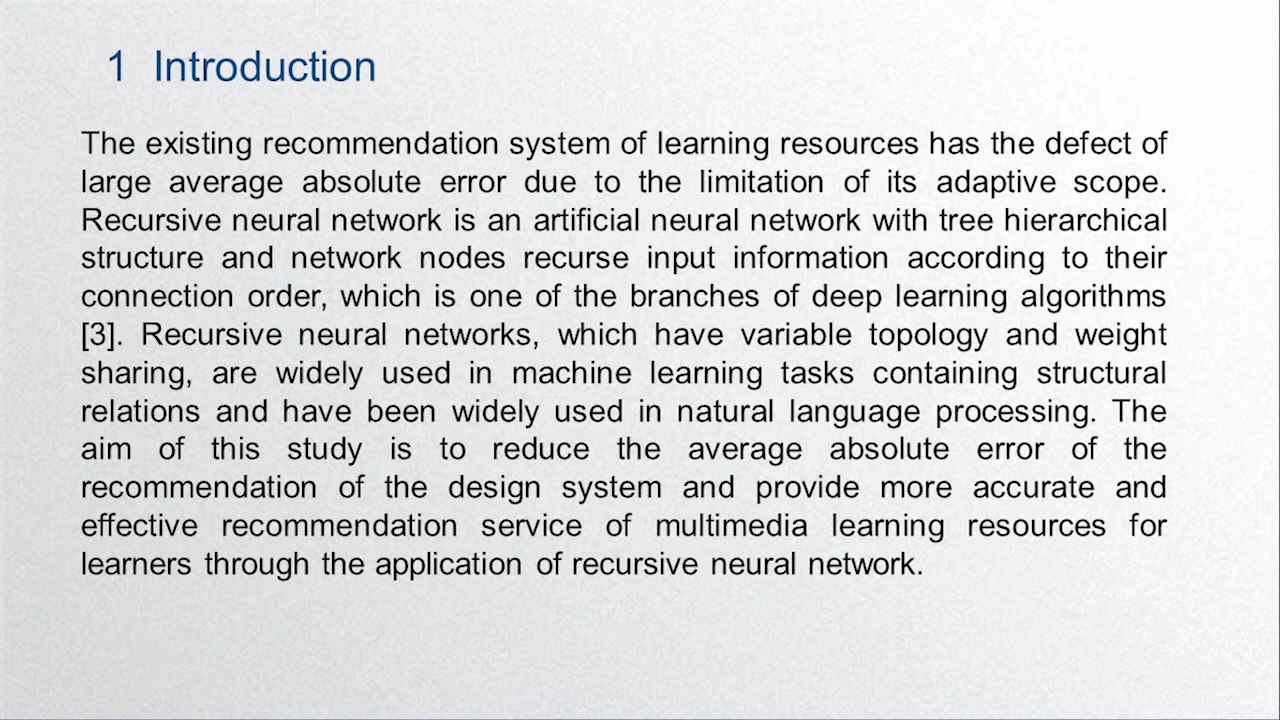 1 Introduction
The existing recommendation system of learning resources has the defect of
large average absolute error due to the limitation of its adaptive scope.
Recursive neural network is an artificial neural network with tree hierarchical
structure and network nodes recurse input information according to their
connection order, which is one of the branches of deep learning algorithms
[3]. Recursive neural networks, which have variable topology and weight
sharing, are widely used in machine learning tasks containing structural
relations and have been widely used in natural language processing. The
aim of this study is to reduce the average absolute error of the
recommendation of the design system and provide more accurate and
effective recommendation service of multimedia learning resources for
learners through the application of recursive neural network.